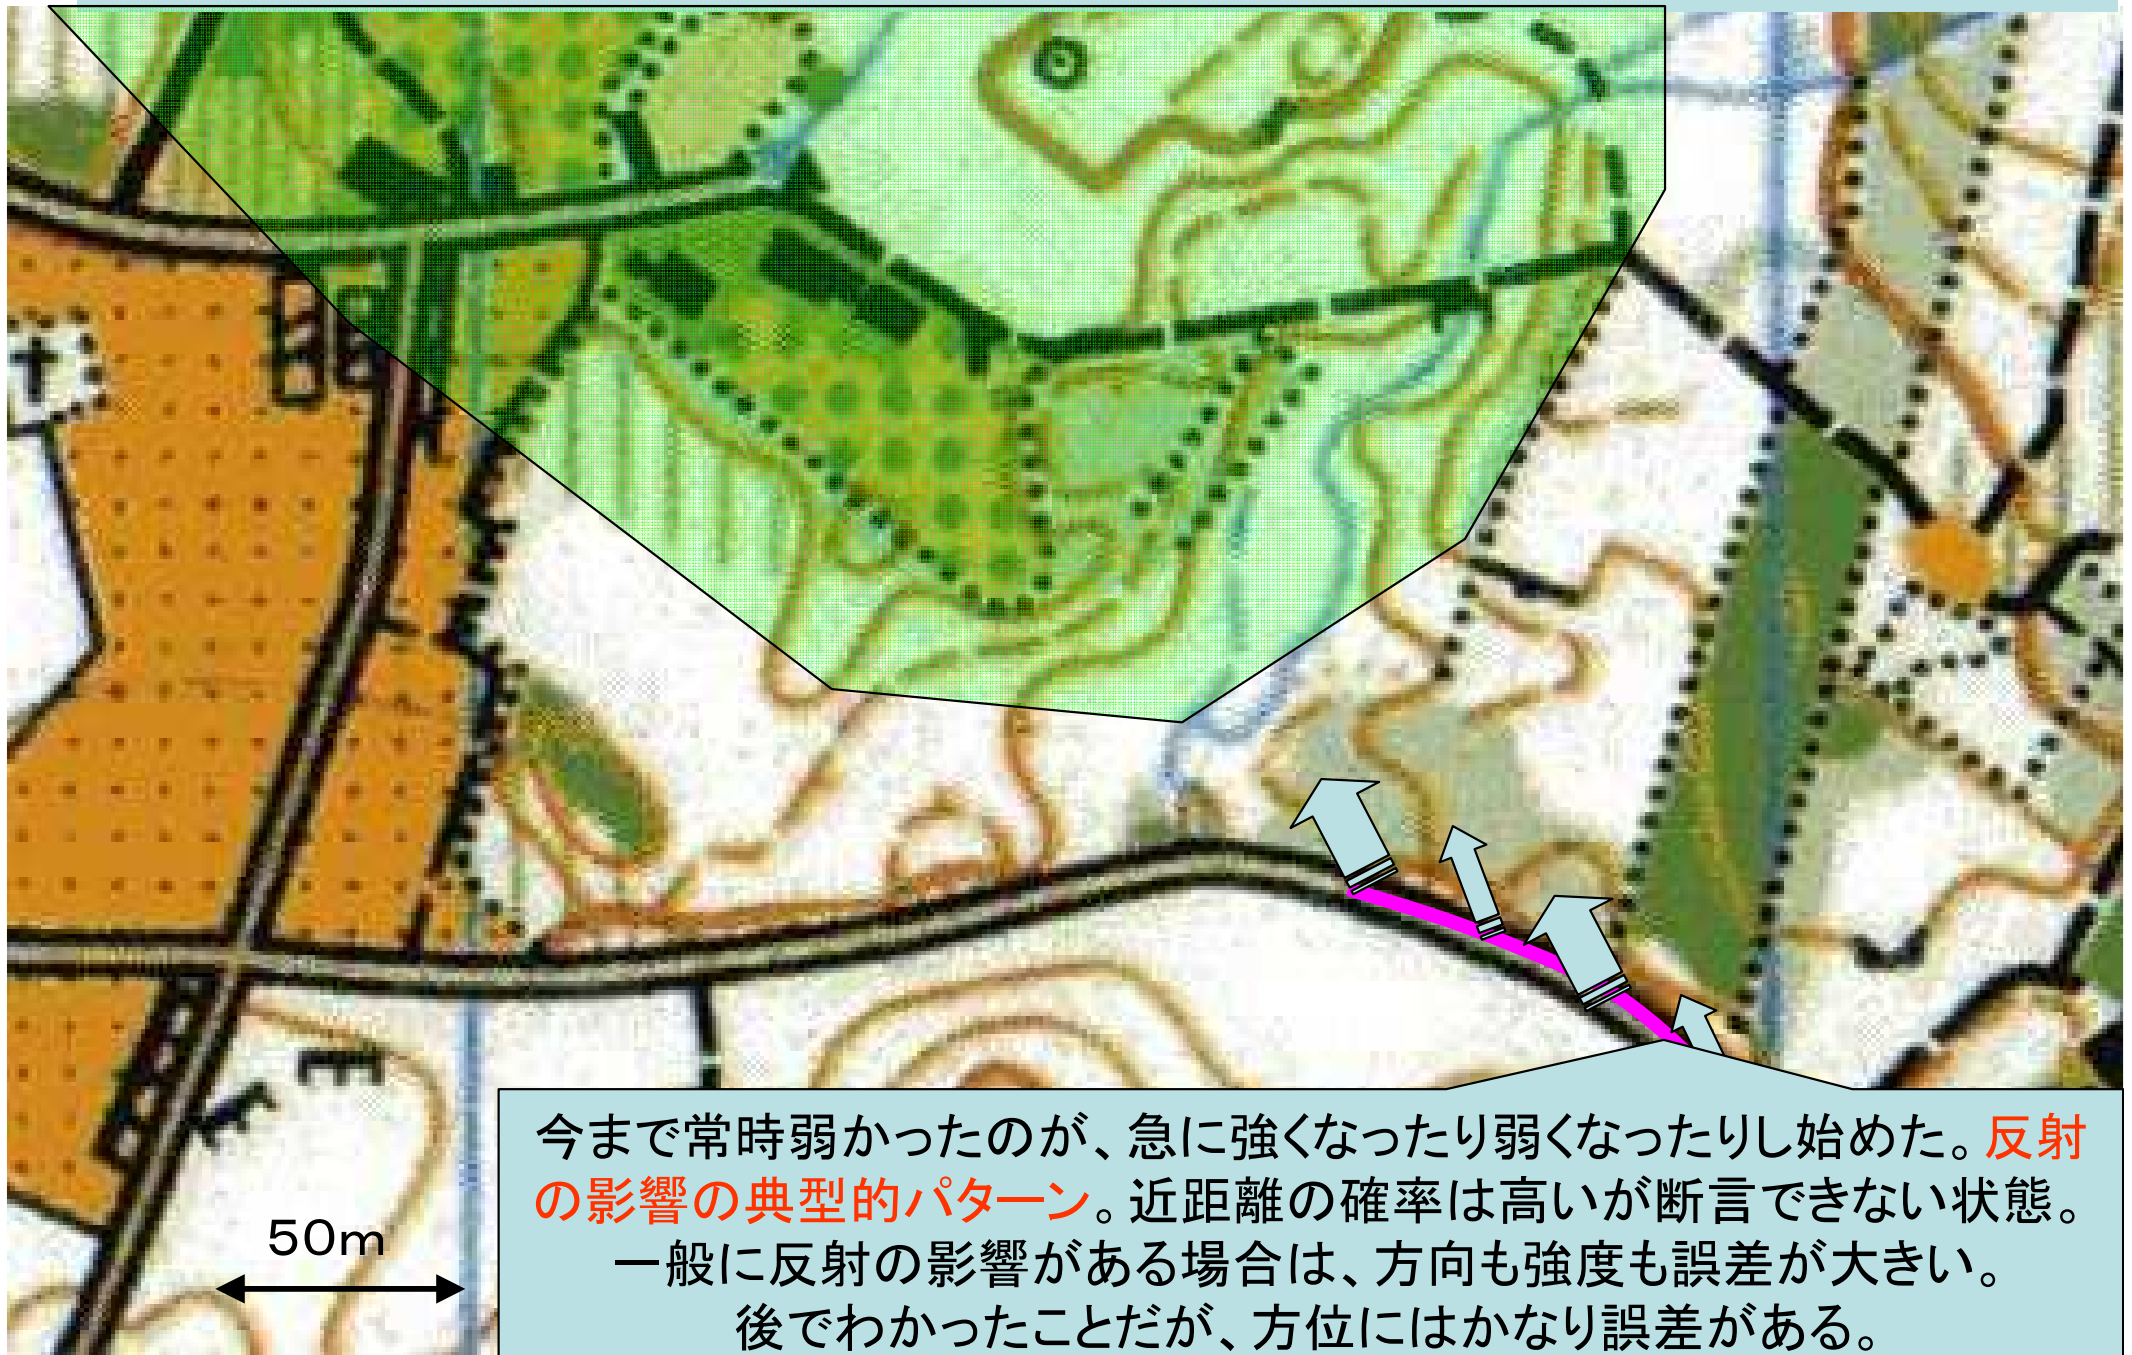 50m
今まで常時弱かったのが、急に強くなったり弱くなったりし始めた。反射
の影響の典型的パターン。近距離の確率は高いが断言できない状態。
一般に反射の影響がある場合は、方向も強度も誤差が大きい。
後でわかったことだが、方位にはかなり誤差がある。